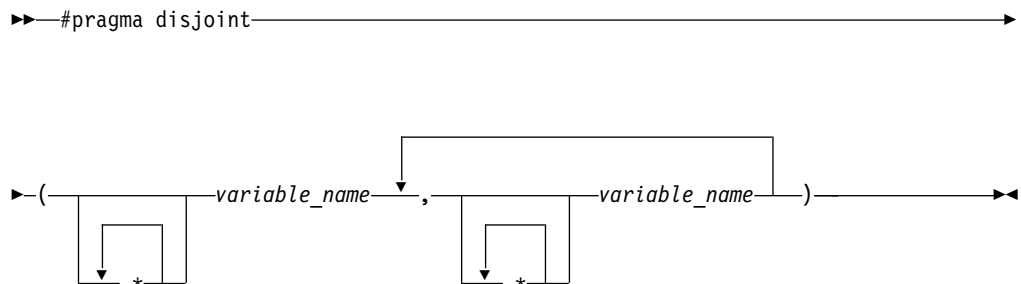 #pragma disjoint
( variable_name , variable_name )
* *